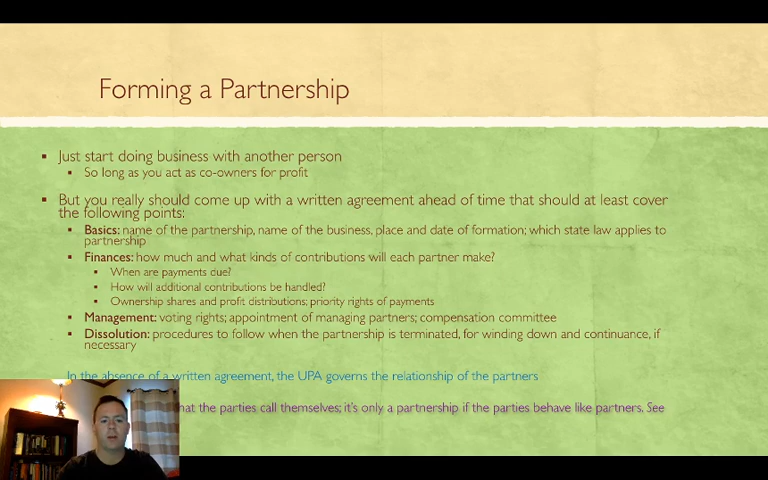 Forming a Partnership
▪ Just start doing business with another person
▪ So long as you act as co-owners for profit
▪ But you really should come up with a written agreement ahead of time that should at least cover
the following points:
▪ Basics: name of the partnership, name of the business, place and date of formation; which state law applies to
partnership
▪ Finances: how much and what kinds of contributions will each partner make?
▪ When are payments due?
▪ How will additional contributions be handled?
▪ Ownership shares and profit distributions; priority rights of payments
▪ Management: voting rights; appointment of managing partners; compensation committee
▪ Dissolution: procedures to follow when the partnership is terminated, for winding down and continuance, if
necessary
In the absence of a written agreement, the UPA governs the relationship of the partners
hat the parties call themselves; it's only a partnership if the parties behave like partners. See